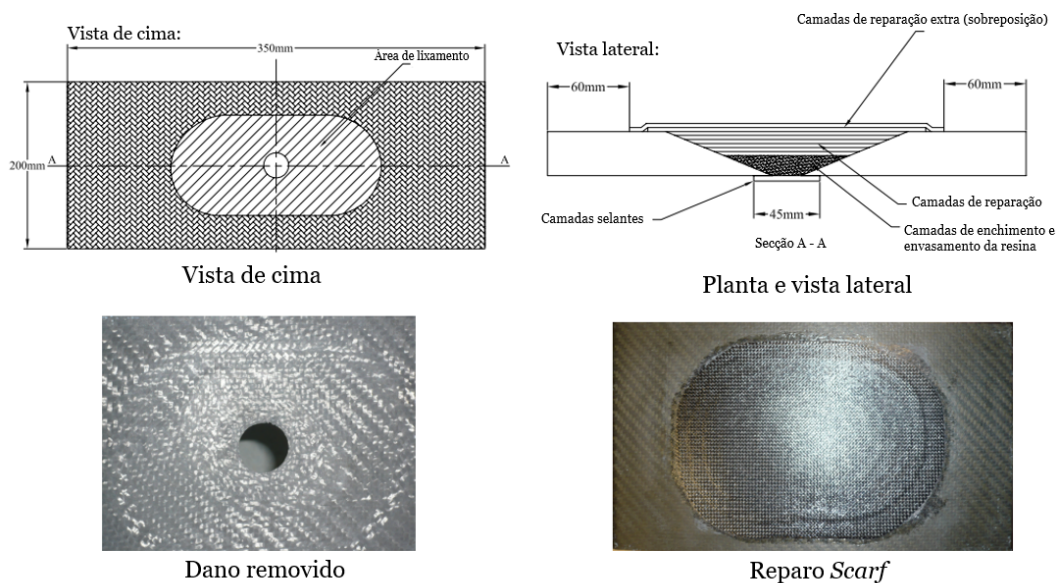 Vista de cima:
350mm
Área de lixamento
A
200mm
A
Vista de cima
Camadas de reparação extra (sobreposição)
Vista lateral:
60mm
60mm
Camadas selantes
45mm
Secção A - A
Camadas de reparação
Camadas de enchimento e
envasamento da resina
Planta e vista lateral
Dano removido
Reparo Scarf